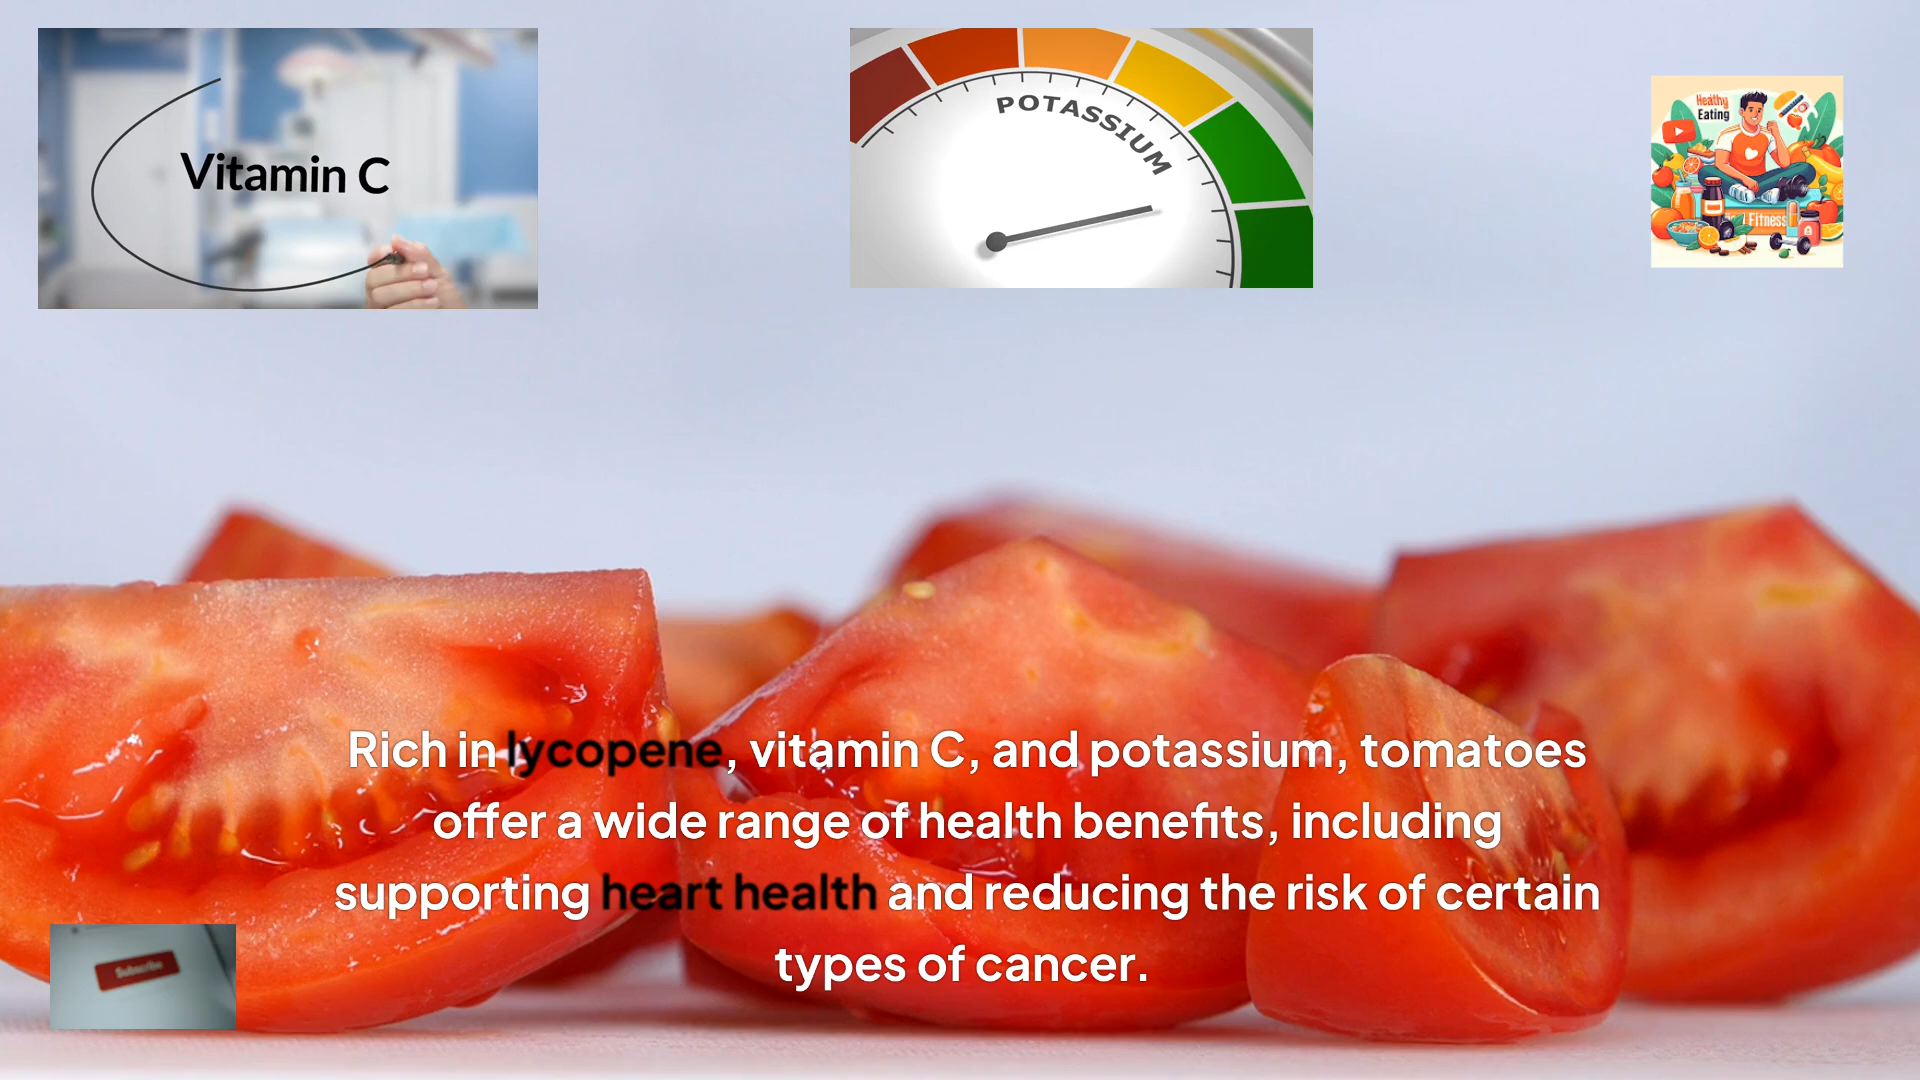 Vitamin C
POTASSIUM
Healthy
Eating
Fitness
Rich in lycopene, vitamin C, and potassium, tomatoes
offer a wide range of health benefits, including
supporting heart health and reducing the risk of certain
types of cancer.
Subscribe